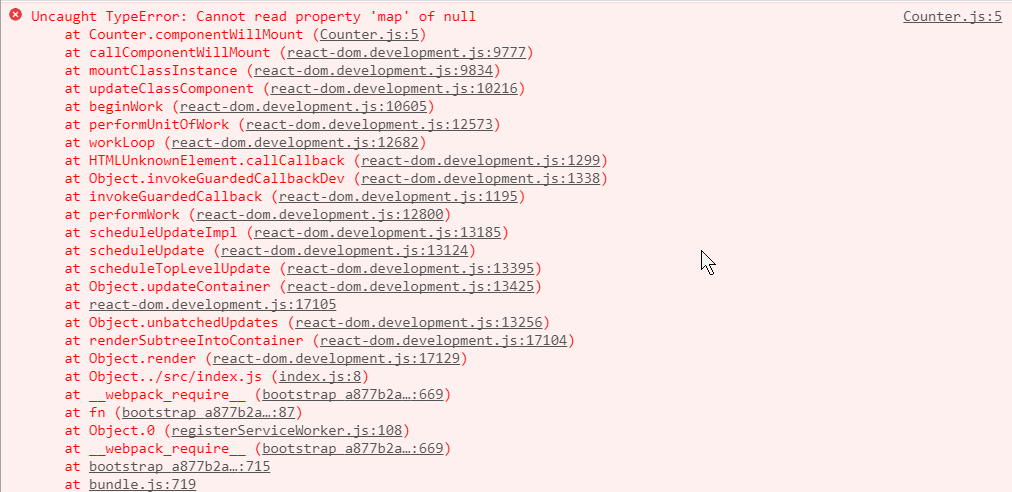 Uncaught TypeError: Cannot read property 'map' of null Counter.js:5
at Counter.componentWillMount (Counter.js:5)
at callComponentWillMount (react-dom.development.js:9777)
at mountClassInstance (react-dom.development.js:9834)
at updateClassComponent (react-dom.development.js:10216)
at beginWork (react-dom.development.js:10605)
at performUnitOfWork (react-dom.development.js:12573)
at workLoop (react-dom.development.js:12682)
at HTMLUnknownElement.callCallback (react-dom.development.js:1299)
at Object.invokeGuardedCallbackDev (react-dom.development.js:1338)
at invokeGuardedCallback (react-dom.development.js:1195)
at performWork (react-dom.development.js:12800)
at scheduleUpdateImpl (react-dom.development.js:13185)
at scheduleUpdate (react-dom.development.js:13124)
at scheduleTopLevelUpdate (react-dom.development.js:13395)
at Object.updateContainer (react-dom.development.js:13425)
at react-dom.development.js:17105
at Object.unbatchedUpdates (react-dom.development.js:13256)
at renderSubtreeIntoContainer (react-dom.development.js:17104)
at Object.render (react-dom.development.js:17129)
at Object../src/index.js (index.js:8)
at __webpack_require__ (bootstrap a877b2a…:669)
at fn (bootstrap a877b2a…:87)
at Object.0 (registerServiceWorker.js:108)
at __webpack_require__ (bootstrap a877b2a…:669)
at bootstrap a877b2a…:715
at bundle.js:719